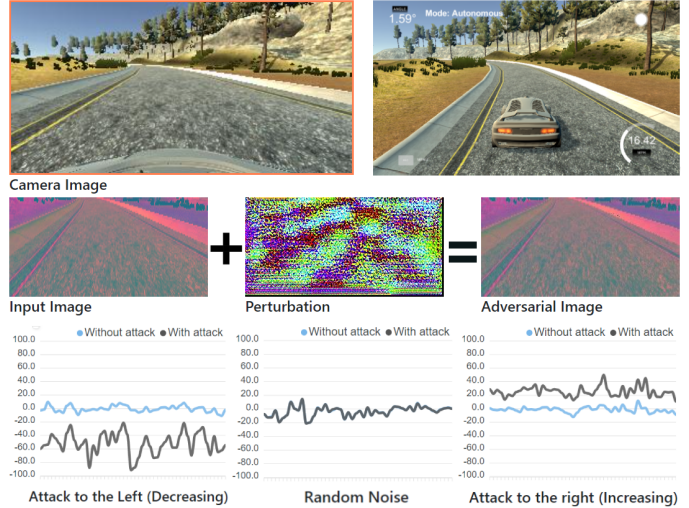 ANGLE
1.59°
Mode: Autonomous
16.42
MPH
Camera Image
Input Image
Perturbation
Adversarial Image
Without attack With attack
100.0
80.0
60.0
40.0
20.0
0.0
-20.0
-40.0
-60.0
-80.0
-100.0
Attack to the Left (Decreasing)
Without attack With attack
100.0
80.0
60.0
40.0
20.0
0.0
-20.0
-40.0
-60.0
-80.0
-100.0
Random Noise
Without attack With attack
100.0
80.0
60.0
40.0
20.0
0.0
-20.0
-40.0
-60.0
-80.0
-100.0
Attack to the right (Increasing)